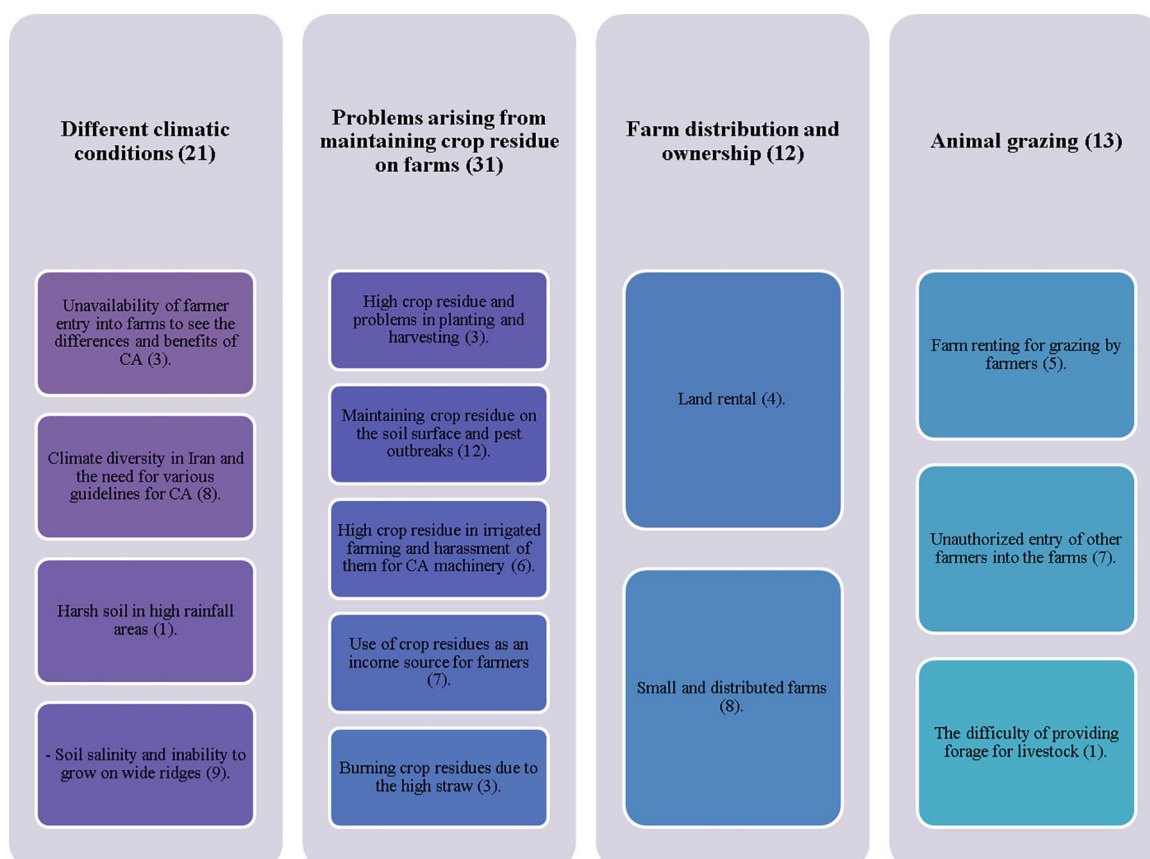 Different climatic
conditions (21)
Unavailability of farmer
entry into farms to see the
differences and benefits of
CA (3).
Climate diversity in Iran and
the need for various
guidelines for CA (8).
Harsh soil in high rainfall
areas (1).
- Soil salinity and inability to
grow on wide ridges (9).
Problems arising from
maintaining crop residue
on farms (31)
High crop residue and
problems in planting and
harvesting (3).
Maintaining crop residue on
the soil surface and pest
outbreaks (12).
High crop residue in irrigated
farming and harassment of
them for CA machinery (6).
Use of crop residues as an
income source for farmers
(7).
Burning crop residues due to
the high straw (3).
Farm distribution and
ownership (12)
Land rental (4).
Small and distributed farms
(8).
Animal grazing (13)
Farm renting for grazing by
farmers (5).
Unauthorized entry of other
farmers into the farms (7).
The difficulty of providing
forage for livestock (1).